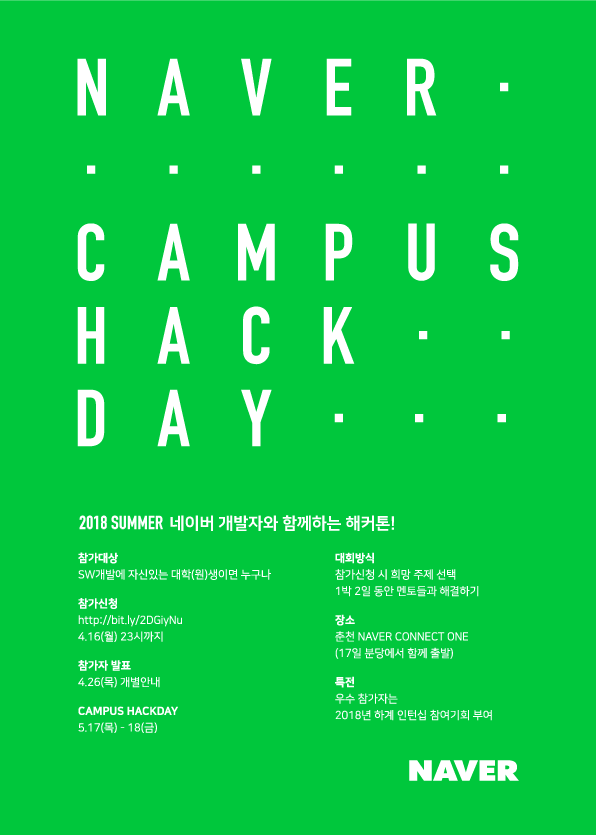 NAVER·
······
CAMPUS
HACK··
DAY···
2018 SUMMER 네이버 개발자와 함께하는 해커톤!
참가대상
SW개발에 자신있는 대학(원)생이면 누구나
참가신청
http://bit.ly/2DGiyNu
4.16(월) 23시까지
참가자 발표
4.26(목) 개별안내
CAMPUS HACKDAY
5.17(목) - 18(금)
대회방식
참가신청 시 희망 주제 선택
1박 2일 동안 멘토들과 해결하기
장소
춘천 NAVER CONNECT ONE
(17일 분당에서 함께 출발)
특전
우수 참가자는
2018년 하계 인턴십 참여기회 부여
NAVER